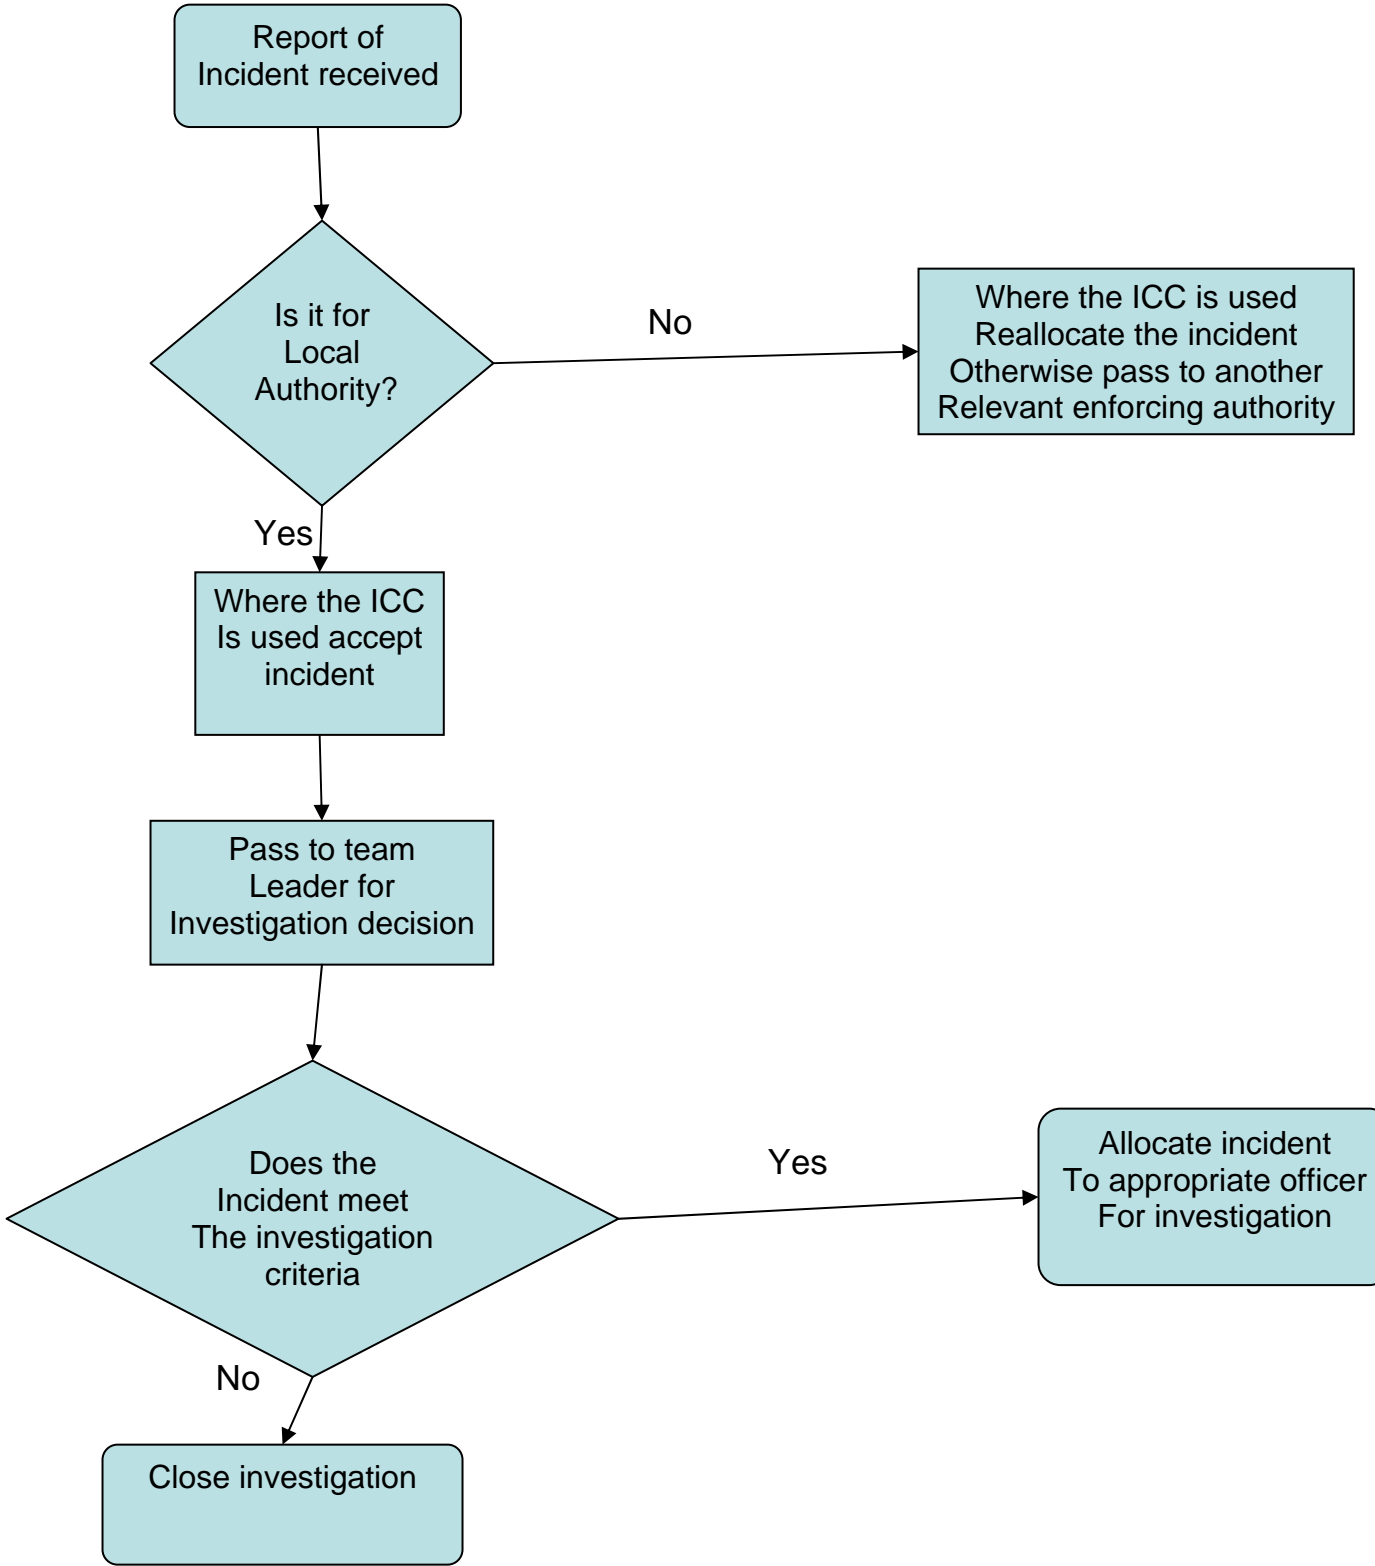 Report of
Incident received
Is it for
Local
Authority?
No
Where the ICC is used
Reallocate the incident
Otherwise pass to another
Relevant enforcing authority
Yes
Where the ICC
Is used accept
incident
Pass to team
Leader for
Investigation decision
Does the
Incident meet
The investigation
criteria
Yes
Allocate incident
To appropriate officer
For investigation
No
Close investigation